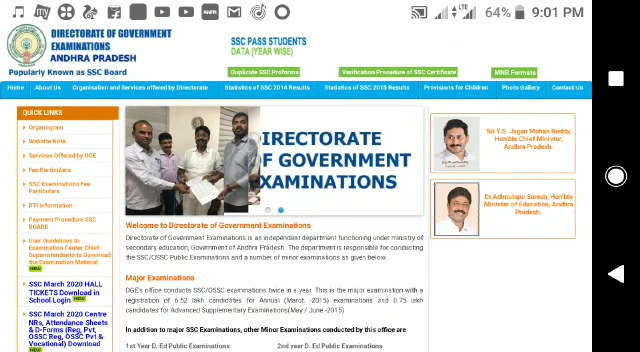 64% 9:01 PM
DIRECTORATE OF GOVERNMENT
EXAMINATIONS
ANDHRA PRADESH
Popularly Known as SSC Board
SSC PASS STUDENTS
DATA (YEAR WISE)
Duplicate SSC Proforma
Verification Procedure of SSC Certificate
MNR Formats
Home About Us Organisation and Services offered by Directorate Statistics of SSC 2014 Results Statistics of SSC 2015 Results Provisions for Children Photo Gallery Contact Us
QUICK LINKS
Organogram
Website Note
Services Offered by DGE
Fee Particulars
SSC Examinations Fee
Particulars
RTI Information
Payment Procedure SSC
BOARD
User Guidelines to
Examination Center Chief
Superintendents to Download
the Examination Material
SSC March 2020 HALL
TICKETS Download in
School Login
SSC March 2020 Centre
NRs, Attendance Sheets
& D-Forms (Reg, Pvt,
OSSC Reg, OSSC Pvt &
Vocational) Download
DIRECTORATE
OF GOVERNMENT
EXAMINATIONS
Welcome to Directorate of Government Examinations
Directorate of Government Examinations is an independent department functioning under ministry of
secondary education, Government of Andhra Pradesh. The department is responsible for conducting
the SSC/OSSC Public Examinations and a number of minor examinations as given below:
Major Examinations
DGE's office conducts SSC/OSSC examinations twice in a year. This is the major examination with a
registration of 6.52 lakh candidates for Annual (March -2015) examinations and 0.75 lakh
candidates for Advanced Supplementary Examinations(May / June -2015)
In addition to major SSC Examinations, other Minor Examinations conducted by this office are
1st Year D. Ed Public Examinations 2nd year D. Ed Public Examinations
Sri Y.S. Jagan Mohan Reddy,
Hon'ble Chief Minister,
Andhra Pradesh.
Dr.Adimulapu Suresh, Hon'ble
Minister of Education, Andhra
Pradesh.